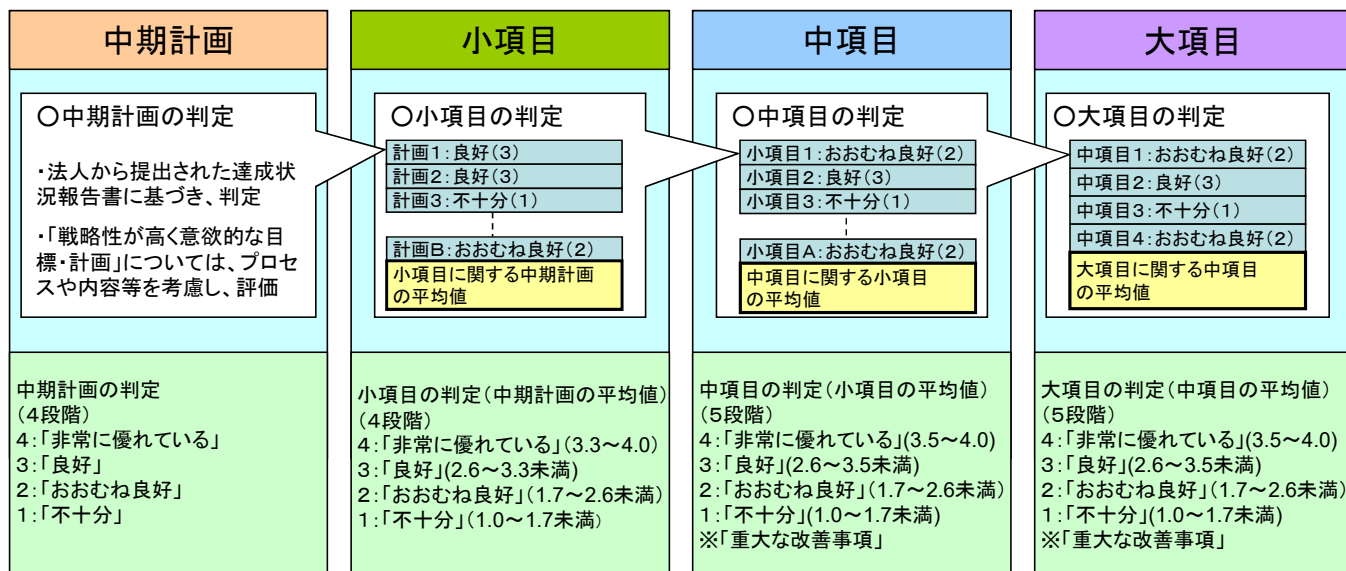 中期計画
○中期計画の判定
・法人から提出された達成状
況報告書に基づき、判定
・「戦略性が高く意欲的な目
標・計画」については、プロセ
スや内容等を考慮し、評価
中期計画の判定
(4段階)
4:「非常に優れている」
3:「良好」
2:「おおむね良好」
1:「不十分」
小項目
○小項目の判定
計画1:良好(3)
計画2:良好(3)
計画3:不十分(1)
計画B:おおむね良好(2)
小項目に関する中期計画
の平均値
小項目の判定(中期計画の平均値)
(4段階)
4:「非常に優れている」(3.3~4.0)
3:「良好」(2.6~3.3未満)
2:「おおむね良好」(1.7~2.6未満)
1:「不十分」(1.0~1.7未満)
中項目
○中項目の判定
小項目1:おおむね良好(2)
小項目2:良好(3)
小項目3:不十分(1)
小項目A:おおむね良好(2)
中項目に関する小項目
の平均値
中項目の判定(小項目の平均値)
(5段階)
4:「非常に優れている」(3.5~4.0)
3:「良好」(2.6~3.5未満)
2:「おおむね良好」(1.7~2.6未満)
1:「不十分」(1.0~1.7未満)
※「重大な改善事項」
大項目
○大項目の判定
中項目1:おおむね良好(2)
中項目2:良好(3)
中項目3:不十分(1)
中項目4:おおむね良好(2)
大項目に関する中項目
の平均値
大項目の判定(中項目の平均値)
(5段階)
4:「非常に優れている」(3.5~4.0)
3:「良好」(2.6~3.5未満)
2:「おおむね良好」(1.7~2.6未満)
1:「不十分」(1.0~1.7未満)
※「重大な改善事項」